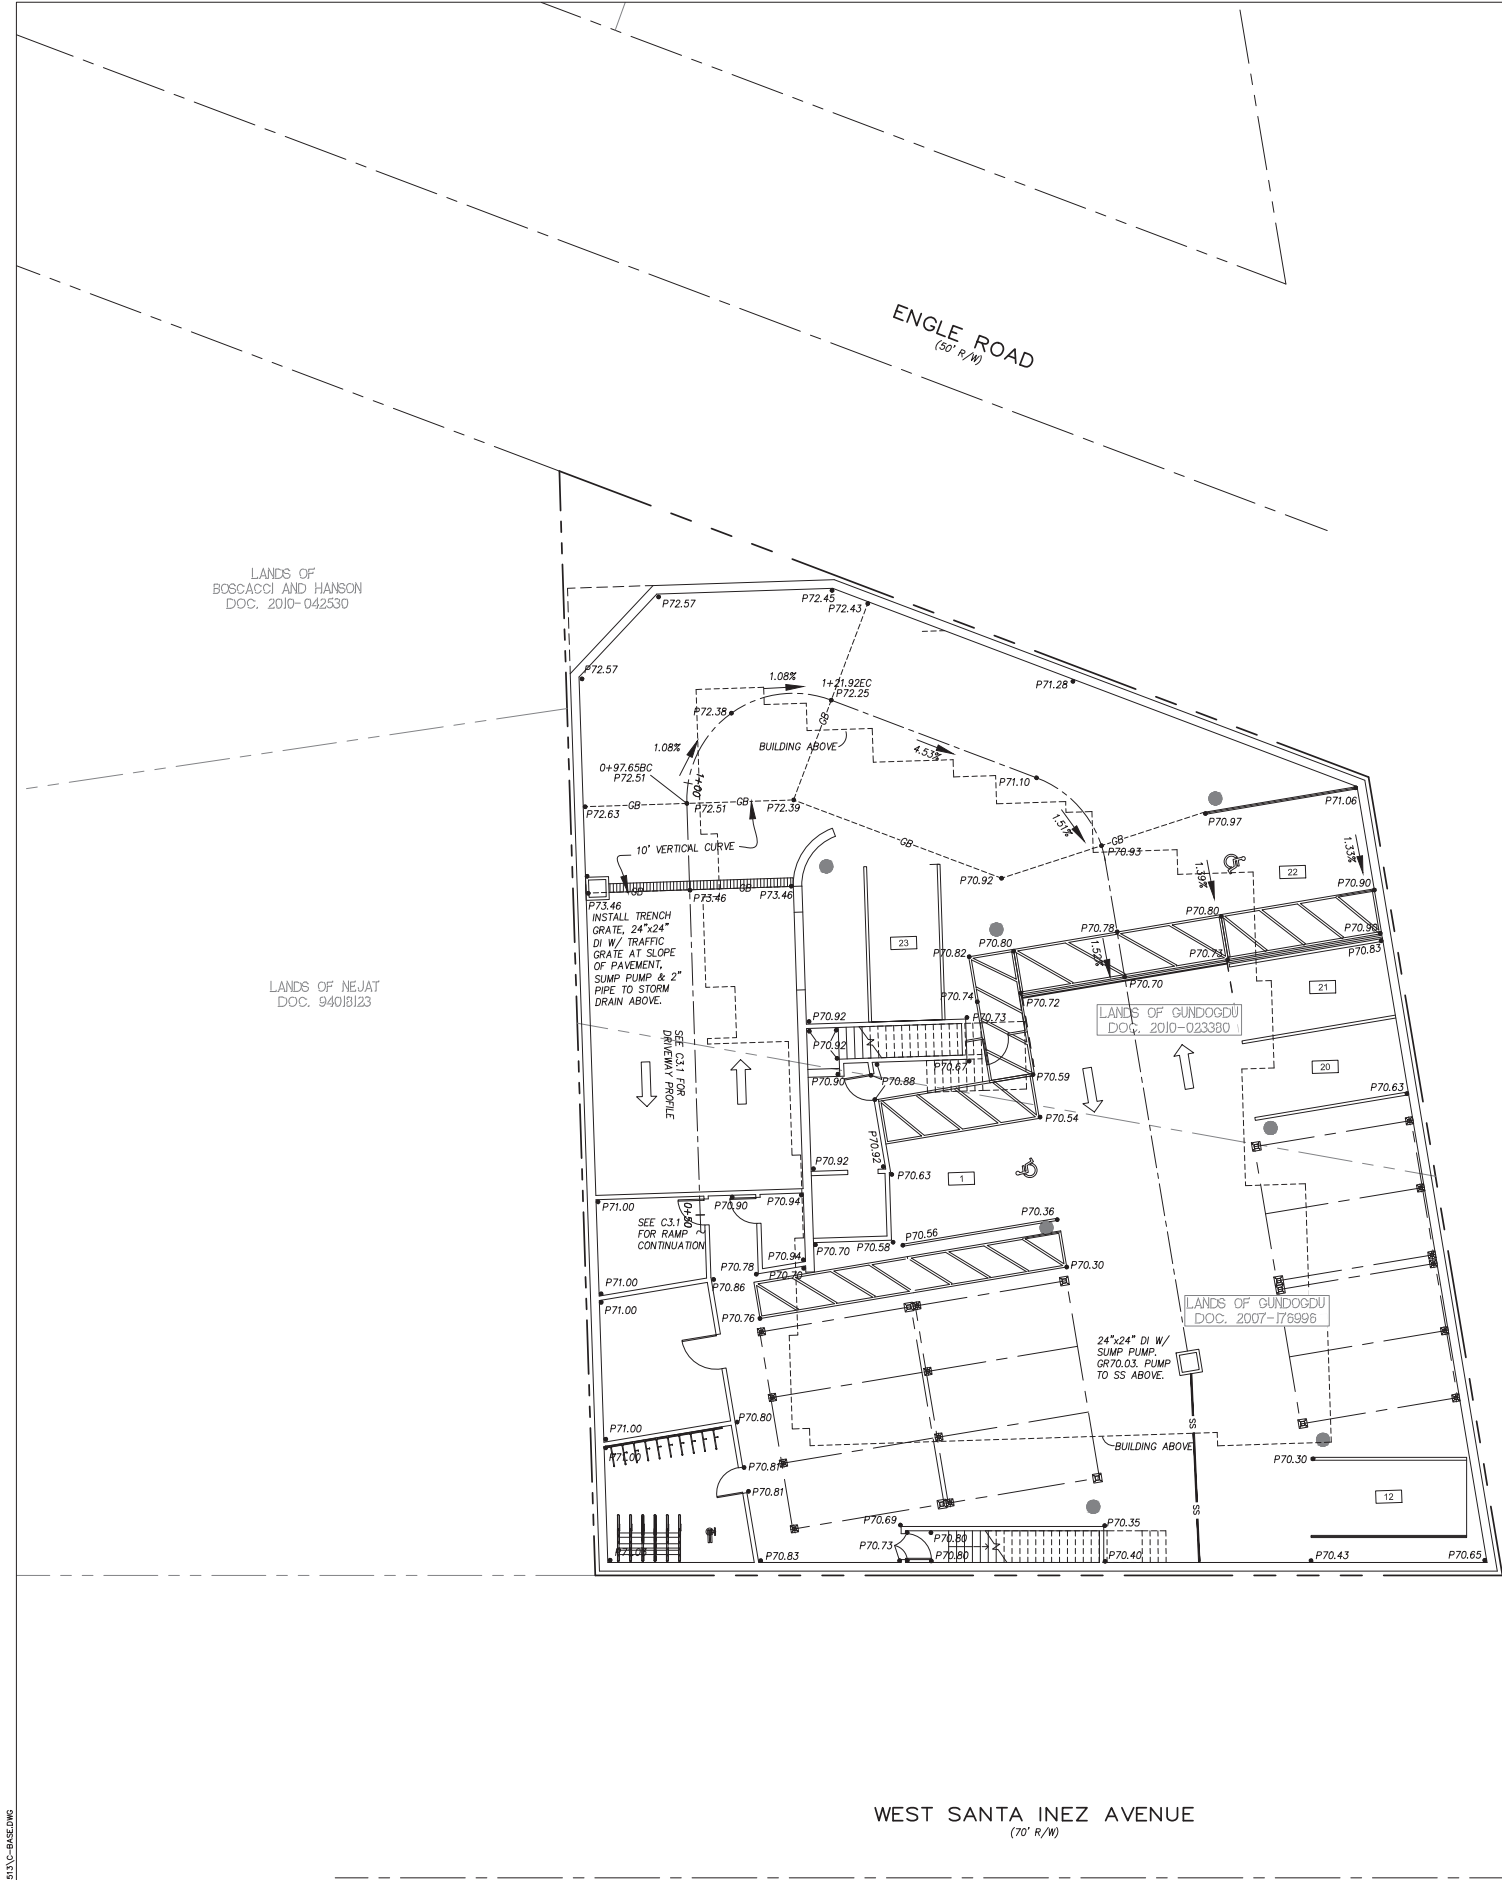 ENGLE ROAD
(50' R/W)
LANDS OF
BOSCACCI AND HANSON
DOC. 2010-042530
P72.57
P72.45
P72.43
P72.57
1.08%
1+21.92EC
P72.25
P71.28
P72.38
GB
BUILDING ABOVE
4.53%
1.08%
0+97.65BC
P72.51
1+00
P71.10
GB
P72.51
GB
P72.39
P72.63
P71.06
P70.97
1.51%
GB
P70.93
GB
1.33%
10' VERTICAL CURVE
P70.92
1.39%
22
GB
GB
P73.46
P73.46
P73.46
P70.90
INSTALL TRENCH
GRATE, 24"x24"
DI W/ TRAFFIC
GRATE AT SLOPE
OF PAVEMENT,
SUMP PUMP & 2"
PIPE TO STORM
DRAIN ABOVE.
P70.80
P70.78
P70.90
23
P70.82
P70.80
1.52%
P70.73
P70.83
P70.70
LANDS OF NEJAT
DOC. 94018123
21
P70.74
P70.72
LANDS OF GUNDOGDU
DOC. 2010-023380
P70.92
P70.73
SEE C3.1 FOR
DRIVEWAY PROFILE
P70.92
P70.67
20
P70.90
P70.88
P70.59
P70.63
P70.54
P70.92
P70.92
P70.63
1
P71.00
P70.90
P70.94
0+50
SEE C3.1
FOR RAMP
CONTINUATION
P70.36
P70.56
P70.70
P70.58
P70.94
P70.78
P70.70
P70.30
P70.86
P71.00
P71.00
P70.76
LANDS OF GUNDOGDU
DOC. 2007-176996
24"x24" DI W/
SUMP PUMP.
GR70.03. PUMP
TO SS ABOVE.
P70.80
SS
P71.00
P71.00
BUILDING ABOVE
P70.30
P70.81
P70.81
12
SS
P70.69
P70.80
P70.35
P70.73
P70.80
P70.83
P70.40
P70.43
P70.65
WEST SANTA INEZ AVENUE
(70' R/W)
513\C-BASE.DWG